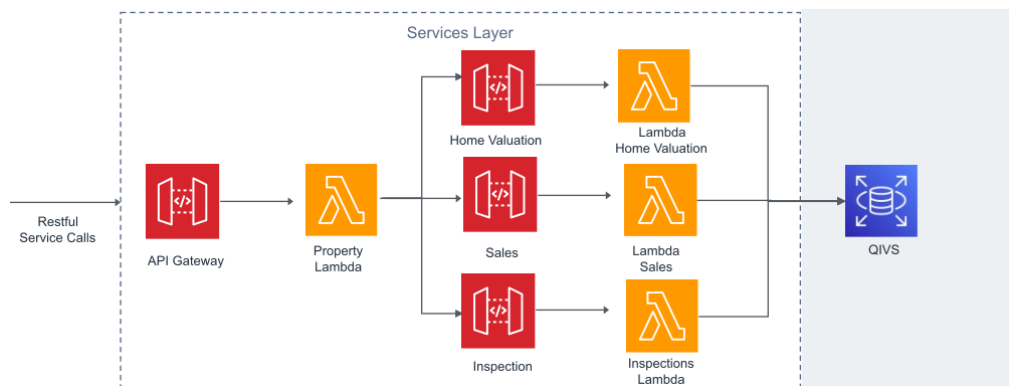 Services Layer
Home Valuation
Lambda
Home Valuation
Restful
Service Calls
API Gateway
Property
Lambda
Sales
Lambda
Sales
QIVS
Inspection
Inspections
Lambda